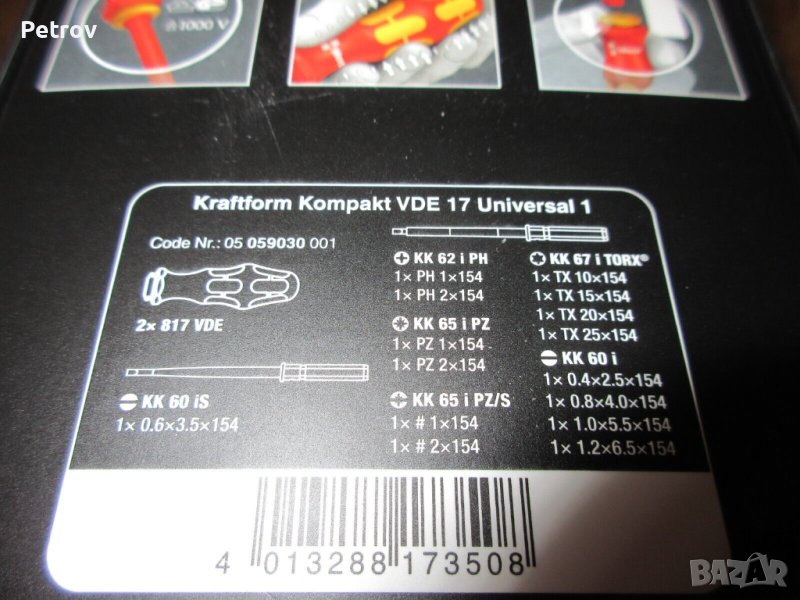 Petrov
1000 V
Kraftform Kompakt VDE 17 Universal 1
Code Nr.: 05 059030 001
2× 817 VDE
KK 60 iS
1× 0.6×3.5×154
KK 62 i PH
1× PH 1×154
1× PH 2×154
KK 65 i PZ
1× PZ 1×154
1× PZ 2×154
KK 65 i PZ/S
1× # 1×154
1× # 2×154
KK 67 i TORX®
1× TX 10×154
1× TX 15×154
1× TX 20×154
1× TX 25×154
KK 60 i
1× 0.4×2.5×154
1× 0.8×4.0×154
1× 1.0×5.5×154
1× 1.2×6.5×154
4 013288 173508
BAZAR